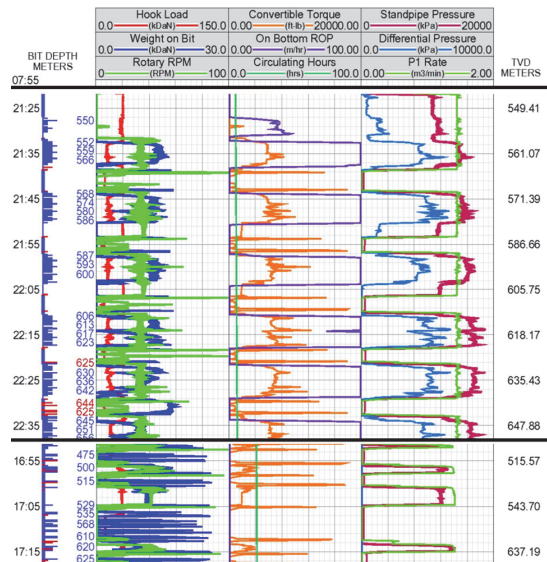 Hook Load
0.0 (kDaN) 150.0
Convertible Torque
0.00 (ft-lb) 20000.00
Standpipe Pressure
0 (kPa) 20000
BIT DEPTH
METERS
Weight on Bit
0.0 (kDaN) 30.0
On Bottom ROP
0.00 (m/hr) 100.00
Differential Pressure
0.0 (kPa) 10000.0
TVD
METERS
07:55
Rotary RPM
0 (RPM) 100
Circulating Hours
0.0 (hrs) 100.0
P1 Rate
0.00 (m3/min) 2.00
21:25 549.41
550
552
559
21:35 566 561.07
568
21:45 574 571.39
580
586
21:55 586.66
587
593
600
22:05 605.75
606
613
22:15 617 618.17
623
625
630
22:25 636 635.43
642
644
625
645
22:35 651 647.88
16:55 475 515.57
500
515
17:05 529 543.70
535
568
610
17:15 620 637.19
625